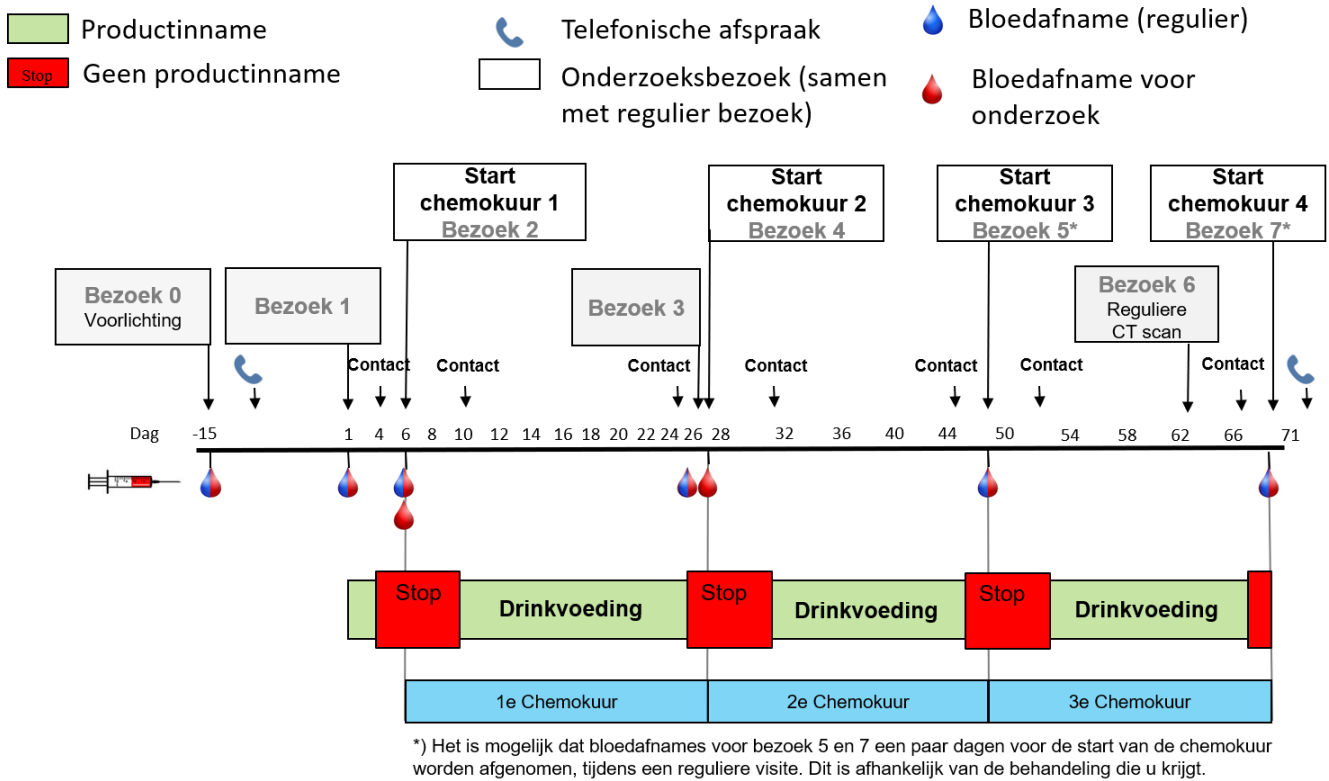 Productinname
Stop Geen productinname
Telefonische afspraak
Onderzoeksbezoek (samen
met regulier bezoek)
Bloedafname (regulier)
Bloedafname voor
onderzoek
Start
chemokuur 1
Bezoek 2
Start
chemokuur 2
Bezoek 4
Start
chemokuur 3
Bezoek 5*
Start
chemokuur 4
Bezoek 7*
Bezoek 0
Voorlichting
Bezoek 1
Bezoek 3
Bezoek 6
Reguliere
CT scan
Contact Contact Contact Contact Contact Contact Contact
Dag -15 1 4 6 8 10 12 14 16 18 20 22 24 26 28 32 36 40 44 50 54 58 62 66 71
Stop Drinkvoeding Stop Drinkvoeding Stop Drinkvoeding
1e Chemokuur 2e Chemokuur 3e Chemokuur
*) Het is mogelijk dat bloedafnames voor bezoek 5 en 7 een paar dagen voor de start van de chemokuur
worden afgenomen, tijdens een reguliere visite. Dit is afhankelijk van de behandeling die u krijgt.